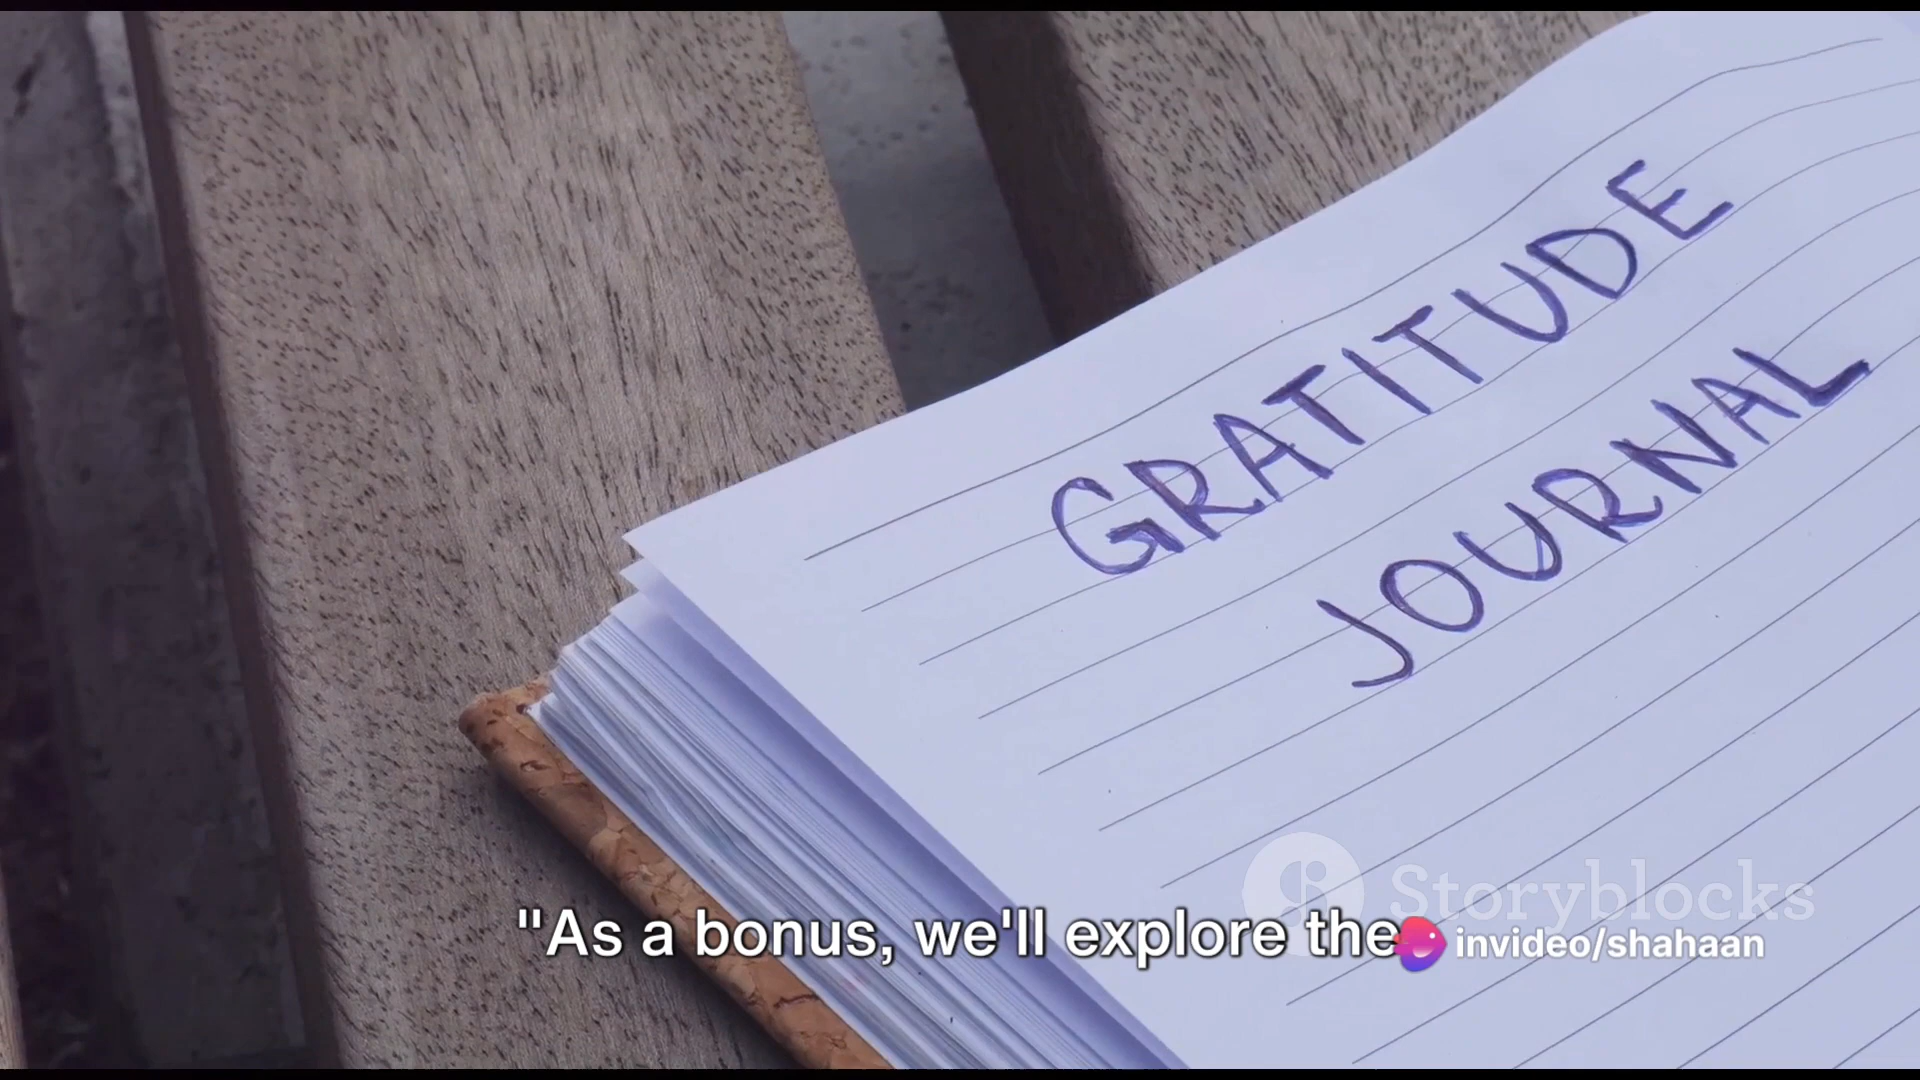 GRATITUDE
JOURNAL
Storyblocks
"As a bonus, we'll explore the
invideo/shahaan